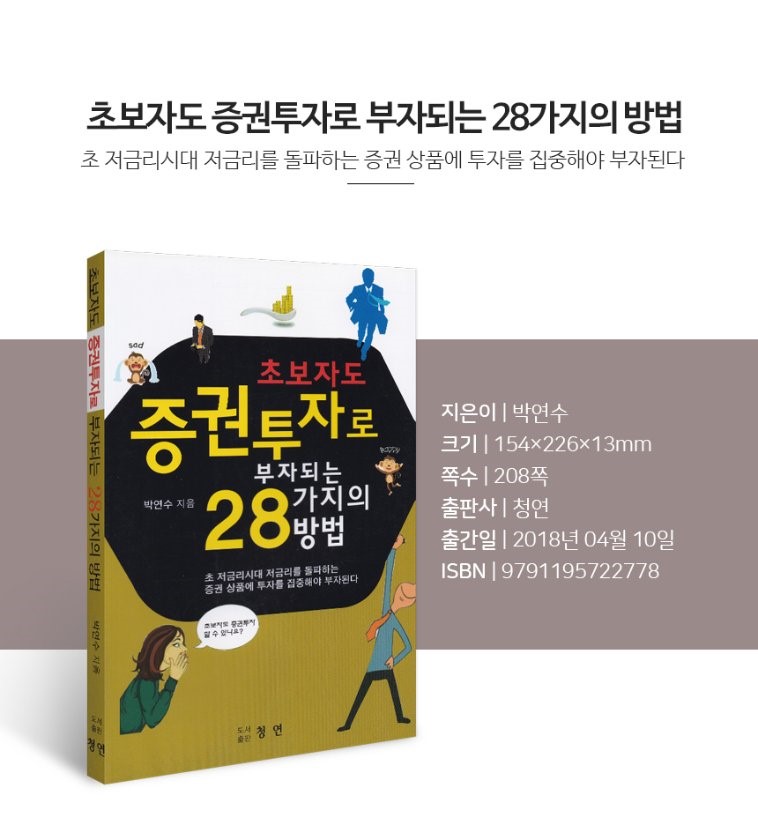 초보자도 증권투자로 부자되는 28가지의 방법
초 저금리시대 저금리를 돌파하는 증권 상품에 투자를 집중해야 부자된다
초보자도 증권투자로 부자되는 28가지의 방법
박연수 지음
도서
출판
청연
sad
초보자도
증권투자로
부자되는
28가지의
방법
박연수 지음
초 저금리시대 저금리를 돌파하는
증권 상품에 투자를 집중해야 부자된다
초보자도 증권투자
할 수 있나요?
도서
출판
청연
지은이 | 박연수
크기 | 154×226×13mm
쪽수 | 208쪽
출판사 | 청연
출간일 | 2018년 04월 10일
ISBN | 9791195722778